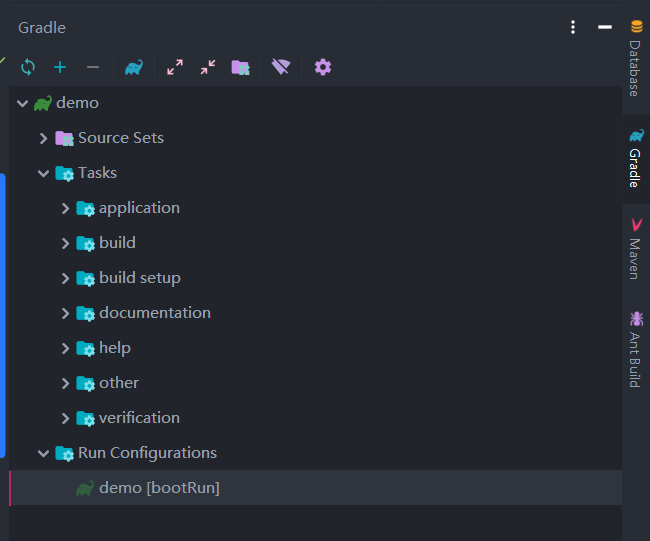 Gradle
demo
Source Sets
Tasks
application
build
build setup
documentation
help
other
verification
Run Configurations
demo [bootRun]
Database
Gradle
Maven
Ant Build